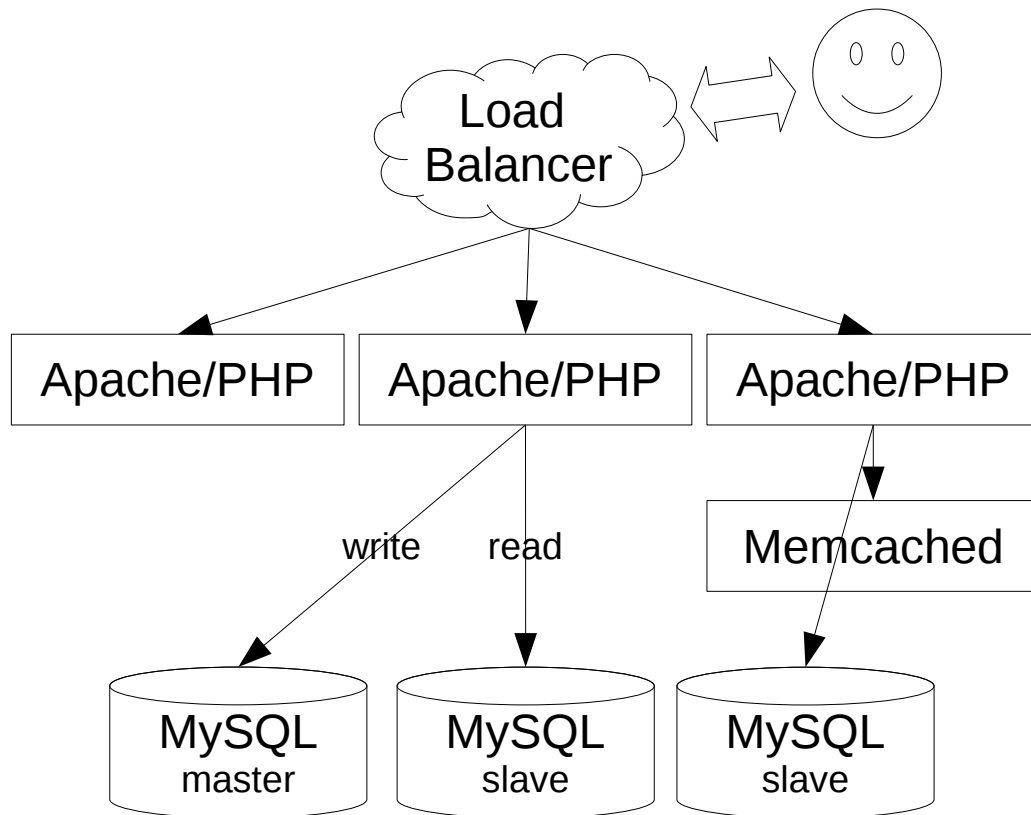 Load
Balancer
Apache/PHP
Apache/PHP
Apache/PHP
write
read
Memcached
MySQL
master
MySQL
slave
MySQL
slave